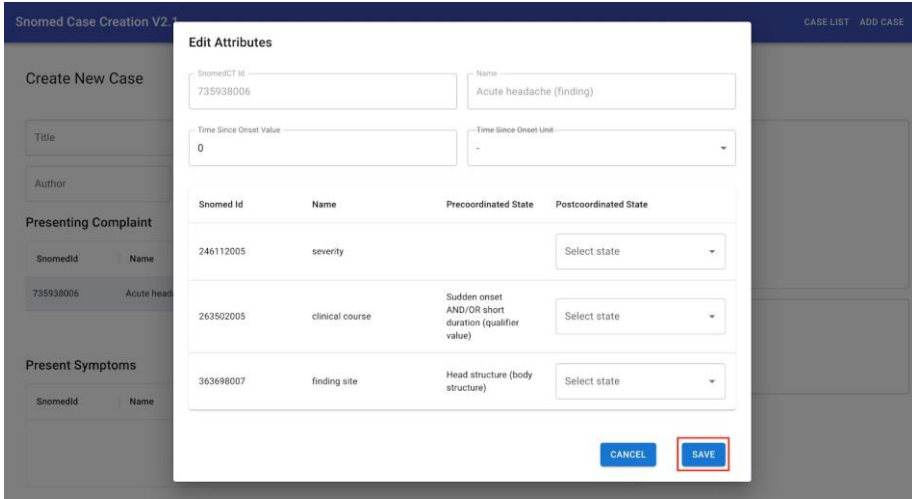 Snomed Case Creation V2.1
CASE LIST ADD CASE
Create New Case
Title
Author
Presenting Complaint
SnomedId Name
735938006 Acute head
Present Symptoms
SnomedId Name
Edit Attributes
SnomedCT Id
735938006
Name
Acute headache (finding)
Time Since Onset Value
0
Time Since Onset Unit
-
Snomed Id Name Precoordinated State Postcoordinated State
246112005 severity Select state
263502005 clinical course
Sudden onset
AND/OR short
duration (qualifier
value)
Select state
363698007 finding site
Head structure (body
structure)
Select state
CANCEL SAVE